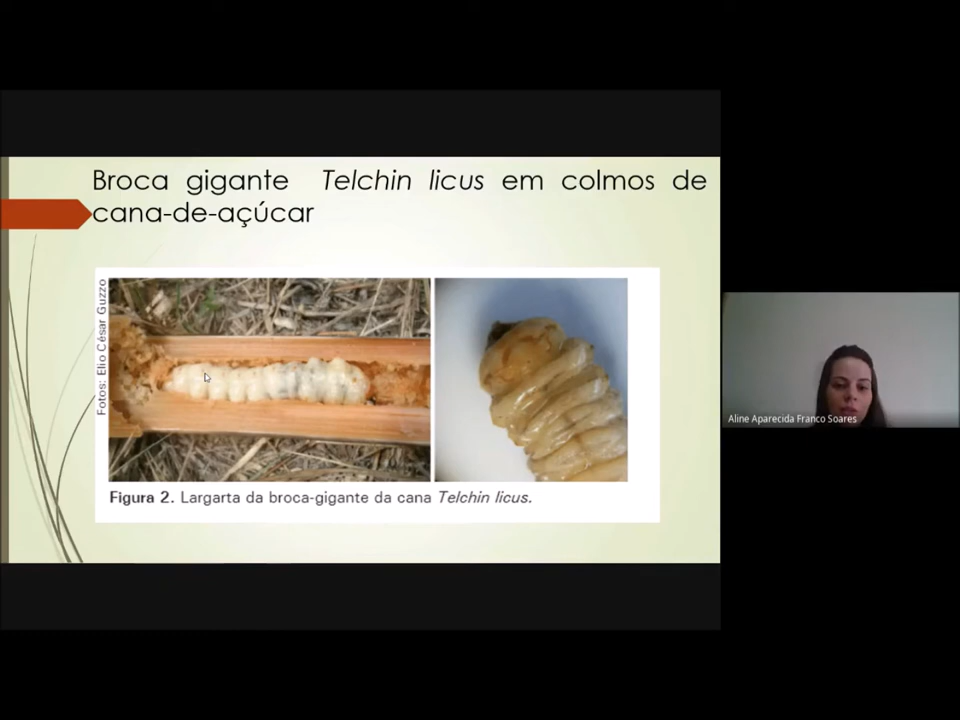 Broca gigante Telchin licus em colmos de
cana-de-açúcar
Fotos: Elio César Guzzo
Figura 2. Largarta da broca-gigante da cana Telchin licus.
Aline Aparecida Franco Soares